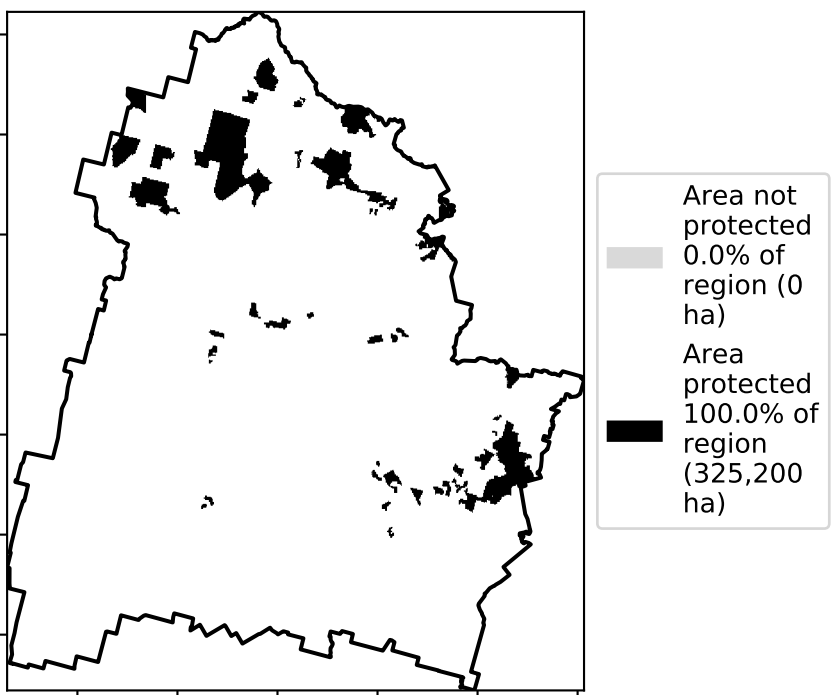 Area not
protected
0.0% of
region (0
ha)
Area
protected
100.0% of
region
(325,200
ha)